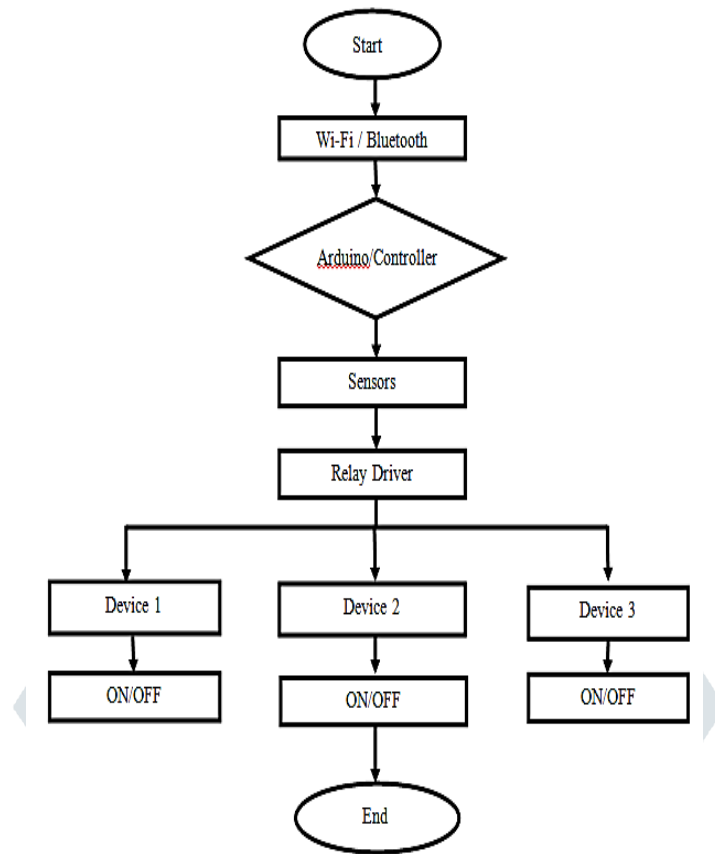 Start
Wi-Fi / Bluetooth
Arduino/Controller
Sensors
Relay Driver
Device 1
Device 2
Device 3
ON/OFF
ON/OFF
ON/OFF
End